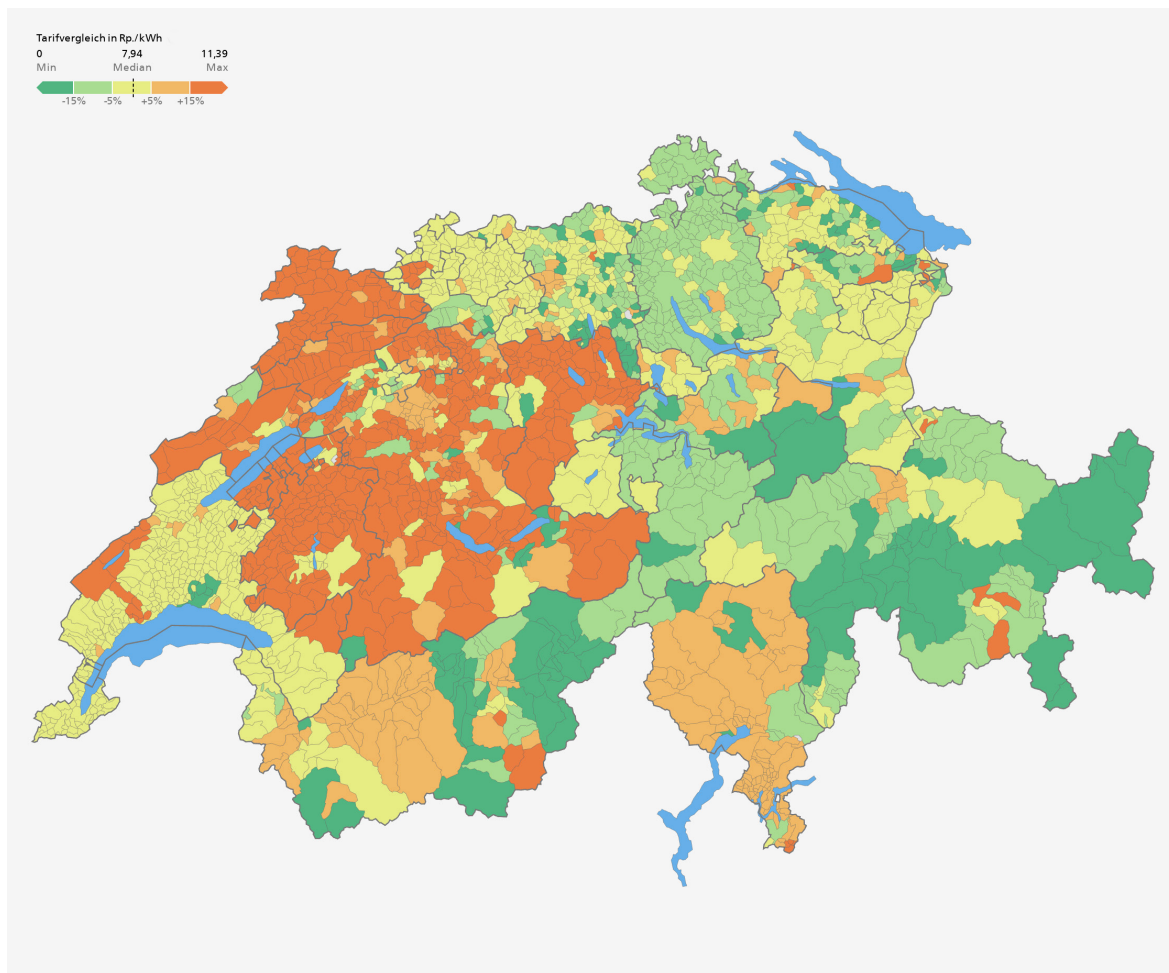 Tarifvergleich in Rp./kWh
0 7,94 11,39
Min Median Max
-15% -5% +5% +15%